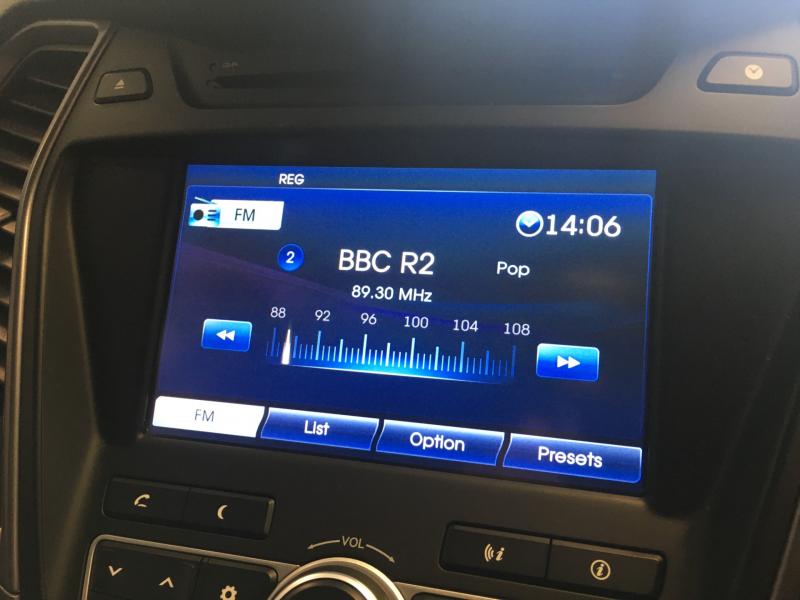 REG
FM
14:06
2
BBC R2
Pop
89.30 MHz
88 92 96 100 104 108
FM
List
Option
Presets
VOL
i
i